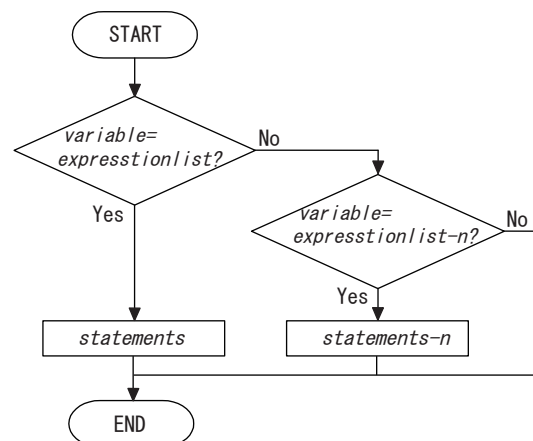 START
variable=
expresstionlist?
No
Yes
variable=
expresstionlist-n?
No
Yes
statements
statements-n
END